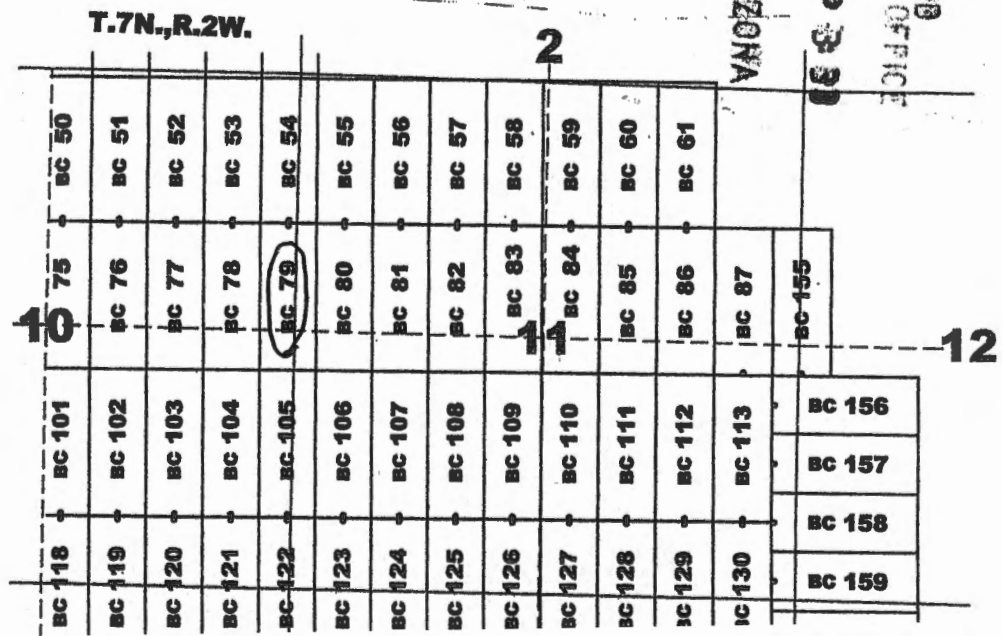 T.7N.,R.2W.
2
ZONA
OFFICE
BC 50
BC 51
BC 52
BC 53
BC 54
BC 55
BC 56
BC 57
BC 58
BC 59
BC 60
BC 61
BC 75
BC 76
BC 77
BC 78
BC 79
BC 80
BC 81
BC 82
BC 83
BC 84
BC 85
BC 86
BC 87
BC 155
10
11
12
BC 101
BC 102
BC 103
BC 104
BC 105
BC 106
BC 107
BC 108
BC 109
BC 110
BC 111
BC 112
BC 113
BC 156
BC 157
BC 158
BC 159
BC 118
BC 119
BC 120
BC 121
BC 122
BC 123
BC 124
BC 125
BC 126
BC 127
BC 128
BC 129
BC 130